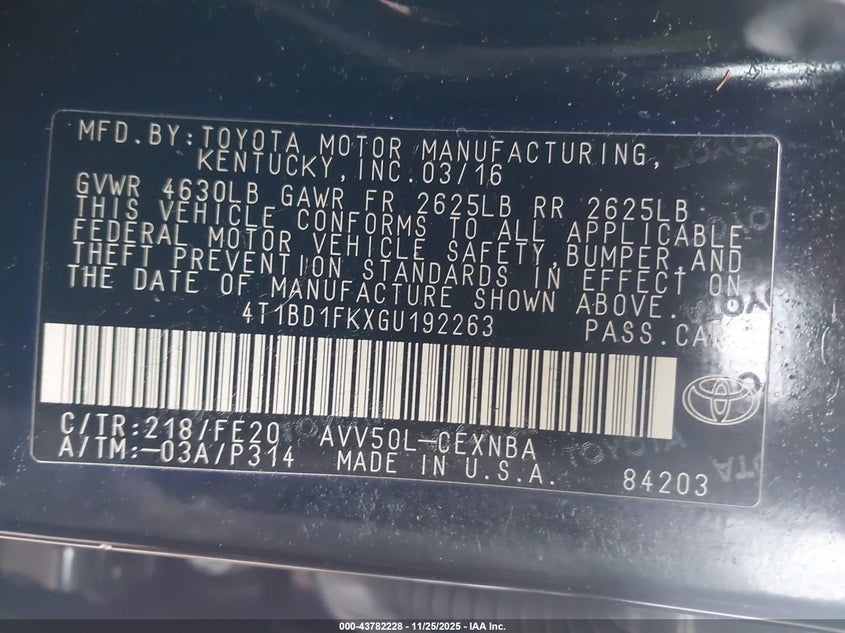 MFD.BY:TOYOTA MOTOR MANUFACTURING,
KENTUCKY,INC.03/16
GVWR 4630LB GAWR FR 2625LB RR 2625LB
THIS VEHICLE CONFORMS TO ALL APPLICABLE
FEDERAL MOTOR VEHICLE SAFETY,BUMPER,AND
THEFT PREVENTION STANDARDS IN EFFECT ON
THE DATE OF MANUFACTURE SHOWN ABOVE.
4T1BD1FKXGU192263 PASS.CA
C/TR:218/FE20 AVV50L-CEXNBA
A/TM:-03A/P314 MADE IN U.S.A. 84203
TOYOTA
000-43782228 - 11/25/2025 - IAA Inc.